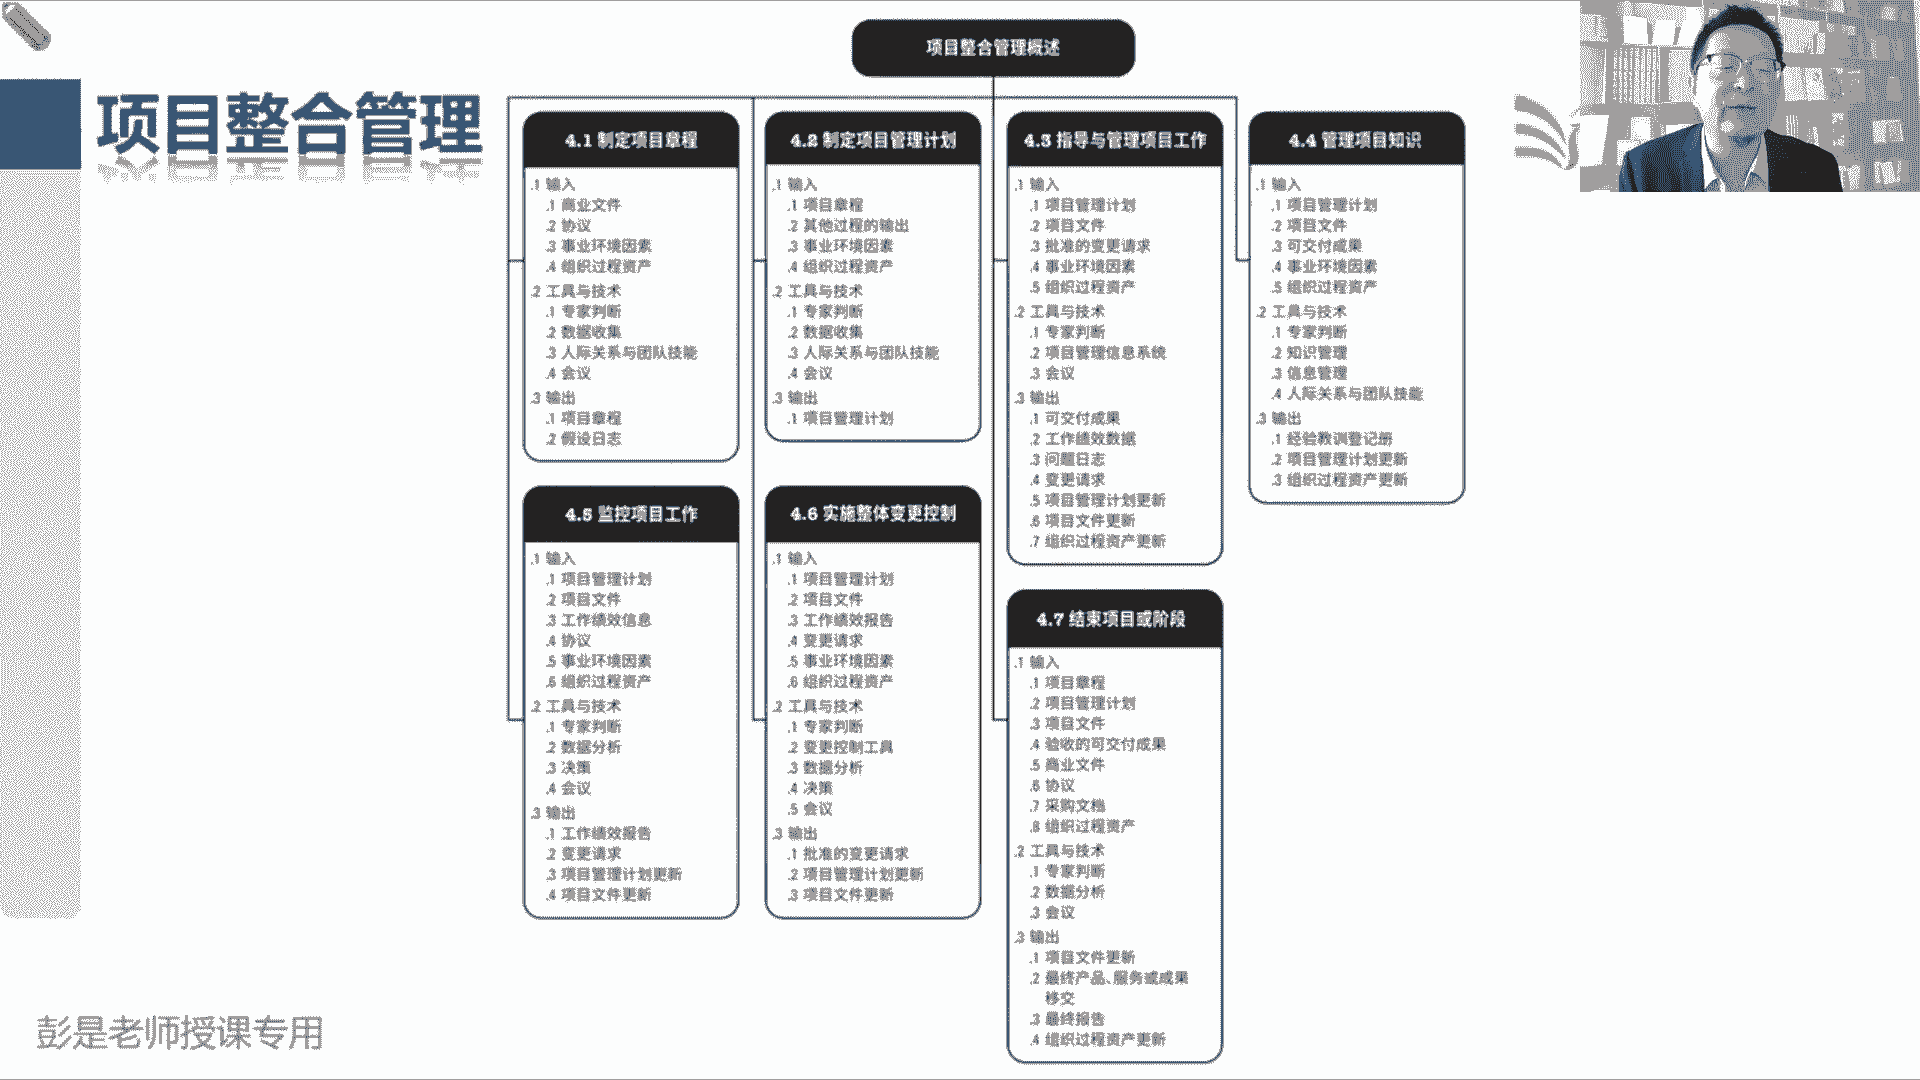 项目整合管理概述
项目整合管理
4.1 制定项目章程
.1 输入
.1 商业文件
.2 协议
.3 事业环境因素
.4 组织过程资产
.2 工具与技术
.1 专家判断
.2 数据收集
.3 人际关系与团队技能
.4 会议
.3 输出
.1 项目章程
.2 假设日志
4.2 制定项目管理计划
.1 输入
.1 项目章程
.2 其他过程的输出
.3 事业环境因素
.4 组织过程资产
.2 工具与技术
.1 专家判断
.2 数据收集
.3 人际关系与团队技能
.4 会议
.3 输出
.1 项目管理计划
4.3 指导与管理项目工作
.1 输入
.1 项目管理计划
.2 项目文件
.3 批准的变更请求
.4 事业环境因素
.5 组织过程资产
.2 工具与技术
.1 专家判断
.2 项目管理信息系统
.3 会议
.3 输出
.1 可交付成果
.2 工作绩效数据
.3 问题日志
.4 变更请求
.5 项目管理计划更新
.6 项目文件更新
.7 组织过程资产更新
4.4 管理项目知识
.1 输入
.1 项目管理计划
.2 项目文件
.3 可交付成果
.4 事业环境因素
.5 组织过程资产
.2 工具与技术
.1 专家判断
.2 知识管理
.3 信息管理
.4 人际关系与团队技能
.3 输出
.1 经验教训登记册
.2 项目管理计划更新
.3 组织过程资产更新
4.5 监控项目工作
.1 输入
.1 项目管理计划
.2 项目文件
.3 工作绩效信息
.4 协议
.5 事业环境因素
.6 组织过程资产
.2 工具与技术
.1 专家判断
.2 数据分析
.3 决策
.4 会议
.3 输出
.1 工作绩效报告
.2 变更请求
.3 项目管理计划更新
.4 项目文件更新
4.6 实施整体变更控制
.1 输入
.1 项目管理计划
.2 项目文件
.3 工作绩效报告
.4 变更请求
.5 事业环境因素
.6 组织过程资产
.2 工具与技术
.1 专家判断
.2 变更控制工具
.3 数据分析
.4 决策
.5 会议
.3 输出
.1 批准的变更请求
.2 项目管理计划更新
.3 项目文件更新
4.7 结束项目或阶段
.1 输入
.1 项目章程
.2 项目管理计划
.3 项目文件
.4 验收的可交付成果
.5 商业文件
.6 协议
.7 采购文档
.8 组织过程资产
.2 工具与技术
.1 专家判断
.2 数据分析
.3 会议
.3 输出
.1 项目文件更新
.2 最终产品、服务或成果
移交
.3 最终报告
.4 组织过程资产更新
彭是老师授课专用